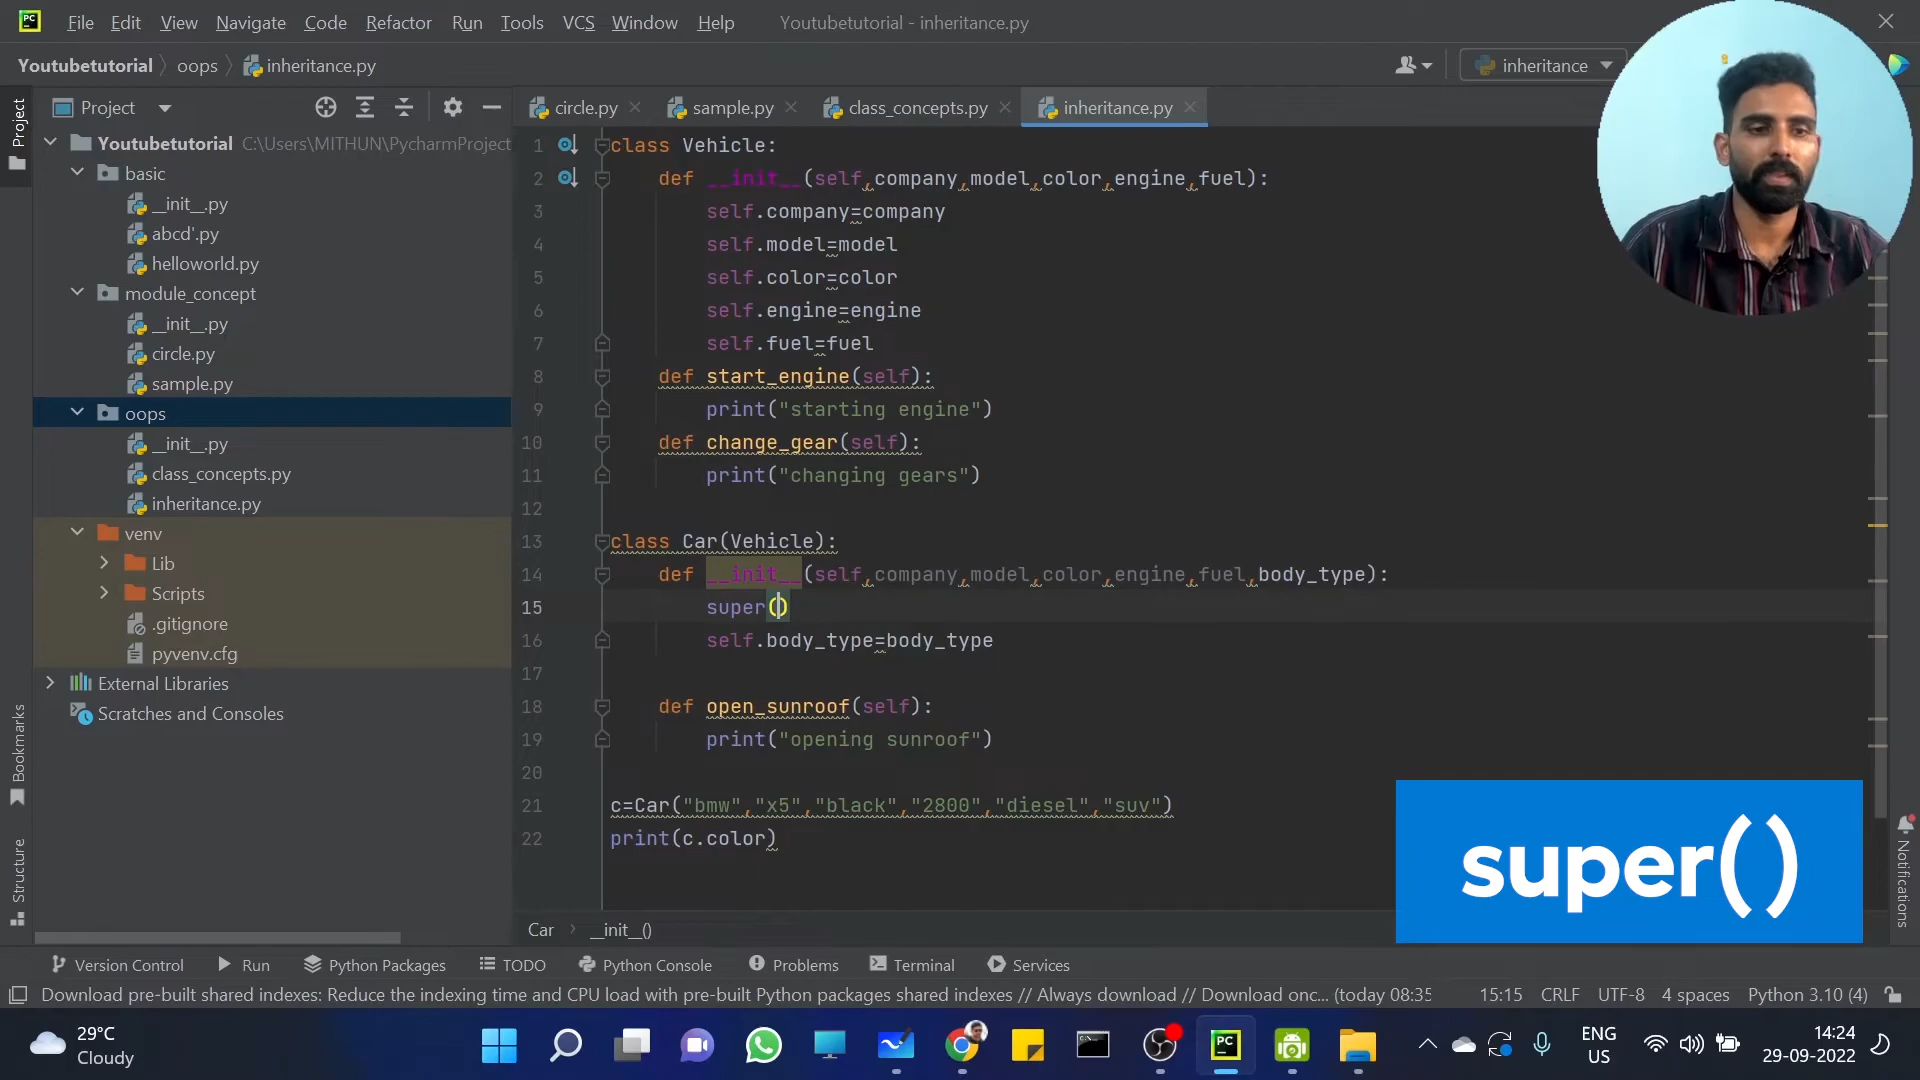 PC File Edit View Navigate Code Refactor Run Tools VCS Window Help Youtubetutorial - inheritance.py
Youtubetutorial oops inheritance.py inheritance
Project
Project
circle.py sample.py class_concepts.py inheritance.py
Youtubetutorial C:\Users\MITHUN\PycharmProject
basic
__init__.py
abcd'.py
helloworld.py
module_concept
__init__.py
circle.py
sample.py
oops
__init__.py
class_concepts.py
inheritance.py
venv
Lib
Scripts
.gitignore
pyvenv.cfg
External Libraries
Scratches and Consoles
Bookmarks
Structure
1 class Vehicle:
2 def __init__(self,company,model,color,engine,fuel):
3 self.company=company
4 self.model=model
5 self.color=color
6 self.engine=engine
7 self.fuel=fuel
8 def start_engine(self):
9 print("starting engine")
10 def change_gear(self):
11 print("changing gears")
12
13 class Car(Vehicle):
14 def __init__(self,company,model,color,engine,fuel,body_type):
15 super()
16 self.body_type=body_type
17
18 def open_sunroof(self):
19 print("opening sunroof")
20
21 c=Car("bmw","x5","black","2800","diesel","suv")
22 print(c.color)
super()
Notifications
Car __init__()
Version Control Run Python Packages TODO Python Console Problems Terminal Services
Download pre-built shared indexes: Reduce the indexing time and CPU load with pre-built Python packages shared indexes // Always download // Download onc... (today 08:35 15:15 CRLF UTF-8 4 spaces Python 3.10 (4)
29°C
Cloudy
PC
ENG
US
14:24
29-09-2022